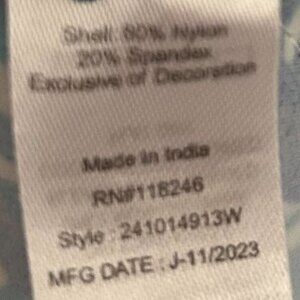 Shell: 80% Nylon
20% Spandex
Exclusive of Decoration
Made in India
RN#118246
Style : 241014913W
MFG DATE : J-11/2023